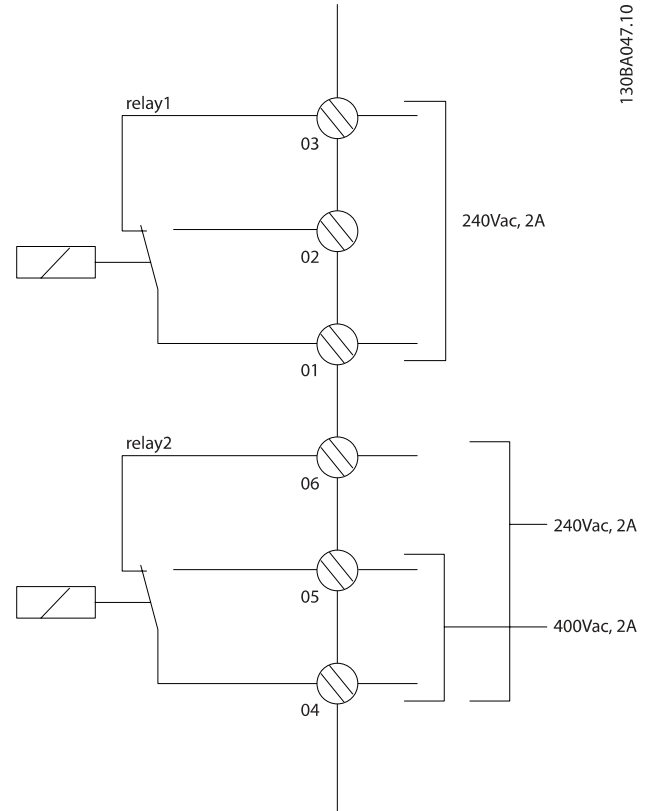 130BA047.10
relay1
03
240Vac, 2A
02
01
relay2
06
240Vac, 2A
05
400Vac, 2A
04